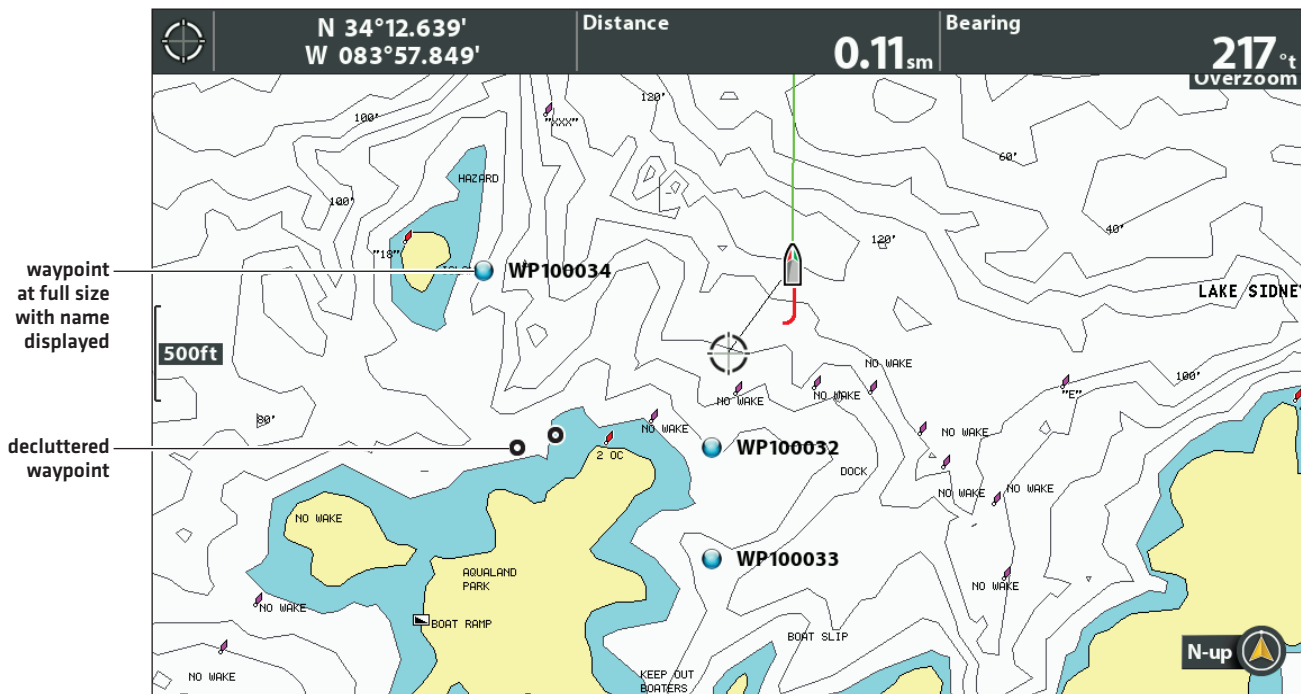 N 34°12.639'
W 083°57.849'
Distance
0.11sm
Bearing
217°t
Overzoom
120'
100'
"XXX"
60'
HAZARD
100'
40'
"18"
120'
waypoint
at full size
with name
displayed
WP100034
LAKE SIDNEY
500ft
NO WAKE
100'
"E"
NO WAKE
NO WAKE
80'
NO WAKE
NO WAKE
decluttered
waypoint
2 OC
WP100032
DOCK
NO WAKE
NO WAKE
NO WAKE
WP100033
AQUALAND
PARK
NO WAKE
NO WAKE
BOAT RAMP
BOAT SLIP
N-up
NO WAKE
KEEP OUT
BOATERS